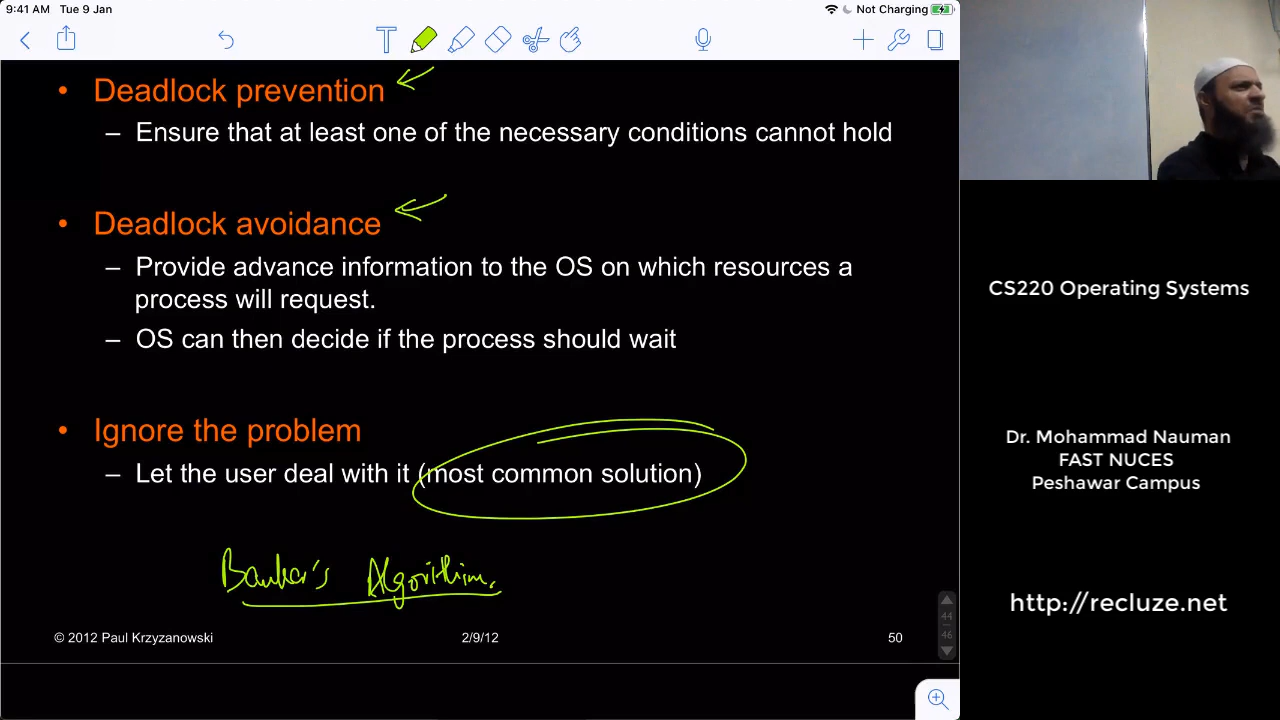 9:41 AM Tue 9 Jan
Not Charging
T
• Deadlock prevention
– Ensure that at least one of the necessary conditions cannot hold
• Deadlock avoidance
– Provide advance information to the OS on which resources a
process will request.
– OS can then decide if the process should wait
• Ignore the problem
– Let the user deal with it (most common solution)
Banker's Algorithm.
© 2012 Paul Krzyzanowski
2/9/12
50
44
46
CS220 Operating Systems
Dr. Mohammad Nauman
FAST NUCES
Peshawar Campus
http://recluze.net